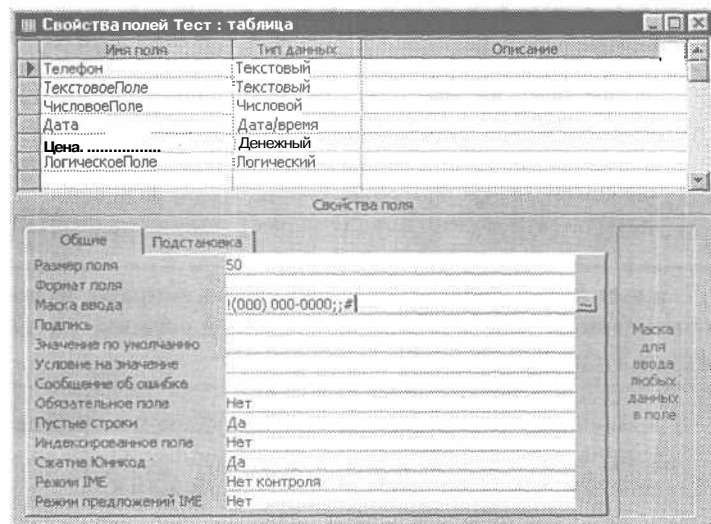 Свойства полей Тест : таблица
Имя поля Тип данных Описание
Телефон Текстовый
ТекстовоеПоле Текстовый
ЧисловоеПоле Числовой
Дата Дата/время
Цена. .................. Денежный
ЛогическоеПоле Логический
Свойства поля
Общие Подстановка
Размер поля 50
Формат поля
Маска ввода !(000) 000-0000;;#
Подпись
Значение по умолчанию
Условие на значение
Сообщение об ошибке
Обязательное поле Нет
Пустые строки Да
Индексированное поле Нет
Сжатие Юникод Да
Режим IME Нет контроля
Режим предложений IME Нет
Маска
для
ввода
любых
данных
в поле